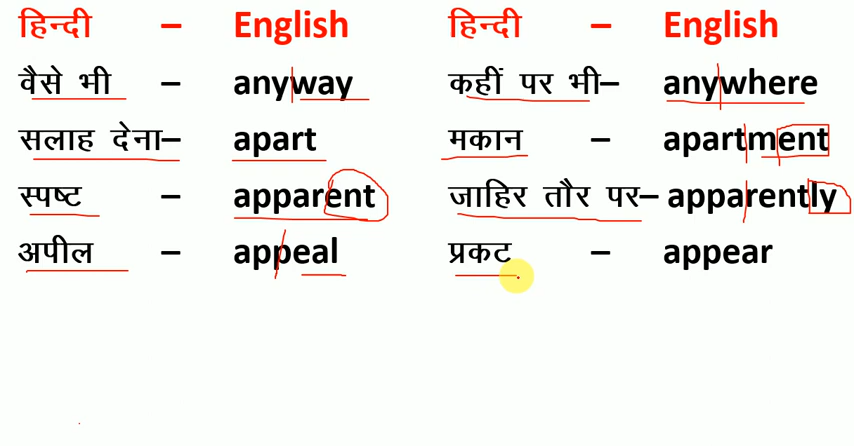 हिन्दी – English हिन्दी – English
वैसे भी – anyway कहीं पर भी– anywhere
सलाह देना– apart मकान – apartment
स्पष्ट – apparent जाहिर तौर पर– apparently
अपील – appeal प्रकट – appear